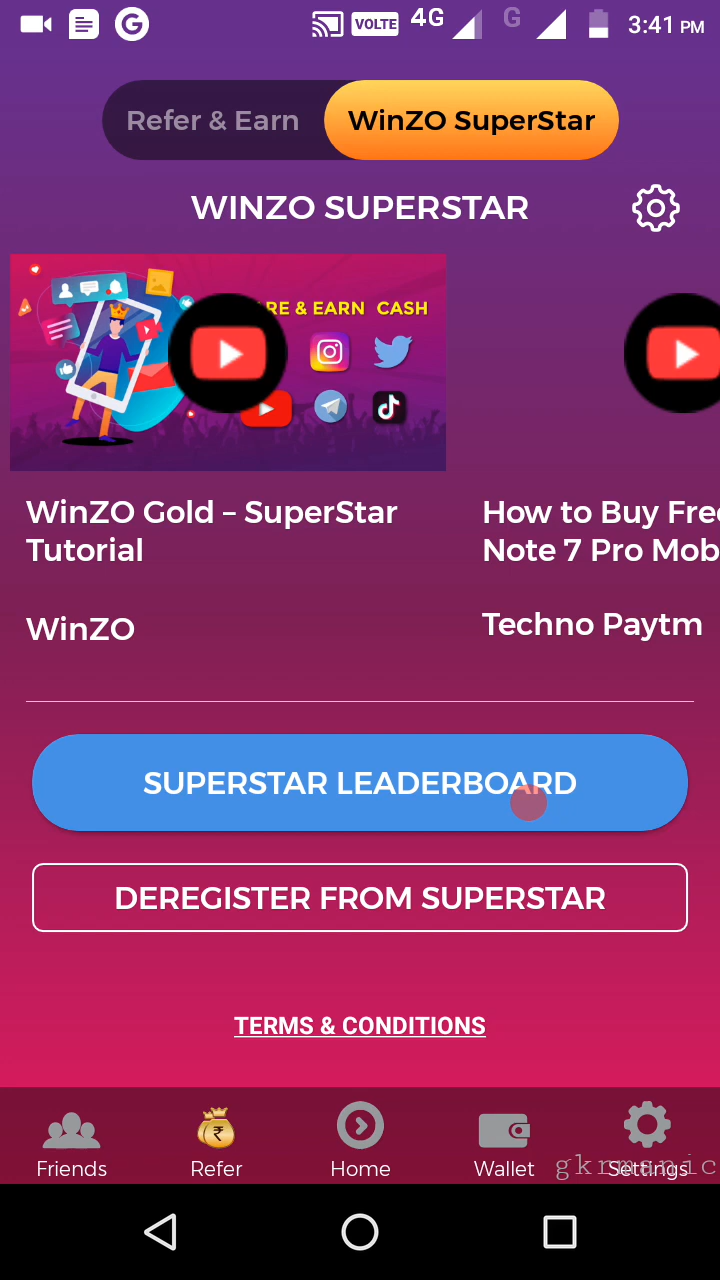 VOLTE 4G G 3:41 PM
Refer & Earn WinZO SuperStar
WINZO SUPERSTAR
RE & EARN CASH
WinZO Gold – SuperStar
Tutorial
WinZO
How to Buy Fre
Note 7 Pro Mob
Techno Paytm
SUPERSTAR LEADERBOARD
DEREGISTER FROM SUPERSTAR
TERMS & CONDITIONS
Friends Refer Home Wallet Settings
gkrmanic